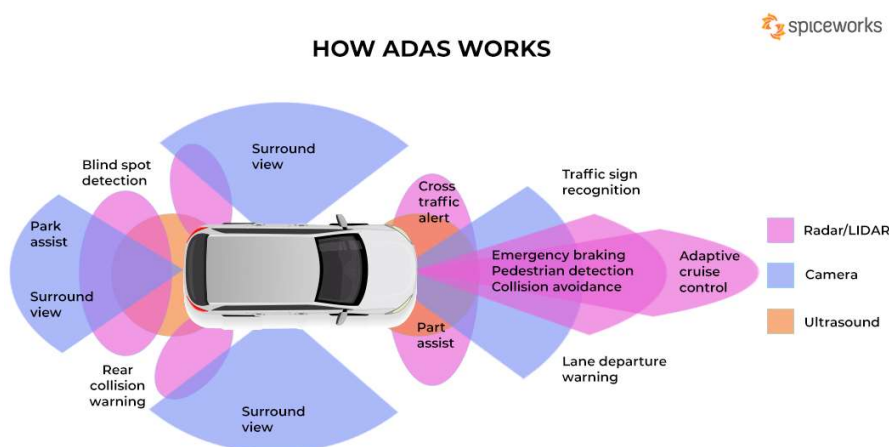 spiceworks
HOW ADAS WORKS
Surround
view
Blind spot
detection
Park
assist
Surround
view
Rear
collision
warning
Surround
view
Cross
traffic
alert
Part
assist
Traffic sign
recognition
Emergency braking
Pedestrian detection
Collision avoidance
Adaptive
cruise
control
Lane departure
warning
Radar/LIDAR
Camera
Ultrasound